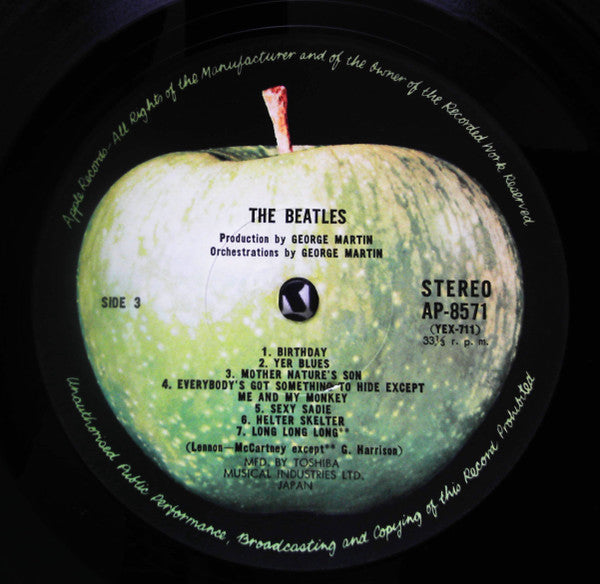 Apple Records-All Rights of the Manufacturer and of the Owner of the Recorded Work Reserved
THE BEATLES
Production by GEORGE MARTIN
Orchestrations by GEORGE MARTIN
SIDE 3
STEREO
AP-8571
(YEX-711)
33⅓ r. p. m.
1. BIRTHDAY
2. YER BLUES
3. MOTHER NATURE'S SON
4. EVERYBODY'S GOT SOMETHING TO HIDE EXCEPT
ME AND MY MONKEY
5. SEXY SADIE
6. HELTER SKELTER
7. LONG LONG LONG**
(Lennon—McCartney except** G. Harrison)
MFD. BY TOSHIBA
MUSICAL INDUSTRIES LTD.
JAPAN
Unauthorised Public Performance, Broadcasting and Copying of this Record Prohibited